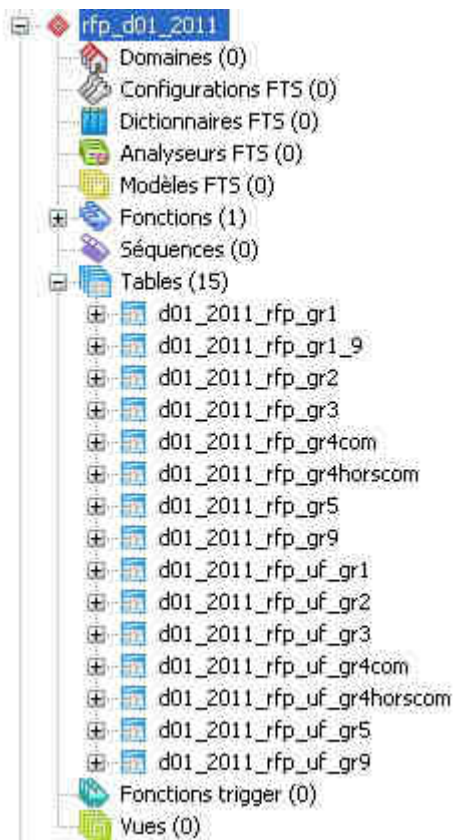 rfp_d01_2011
Domaines (0)
Configurations FTS (0)
Dictionnaires FTS (0)
Analyseurs FTS (0)
Modèles FTS (0)
Fonctions (1)
Séquences (0)
Tables (15)
d01_2011_rfp_gr1
d01_2011_rfp_gr1_9
d01_2011_rfp_gr2
d01_2011_rfp_gr3
d01_2011_rfp_gr4com
d01_2011_rfp_gr4horscom
d01_2011_rfp_gr5
d01_2011_rfp_gr9
d01_2011_rfp_uf_gr1
d01_2011_rfp_uf_gr2
d01_2011_rfp_uf_gr3
d01_2011_rfp_uf_gr4com
d01_2011_rfp_uf_gr4horscom
d01_2011_rfp_uf_gr5
d01_2011_rfp_uf_gr9
Fonctions trigger (0)
Vues (0)